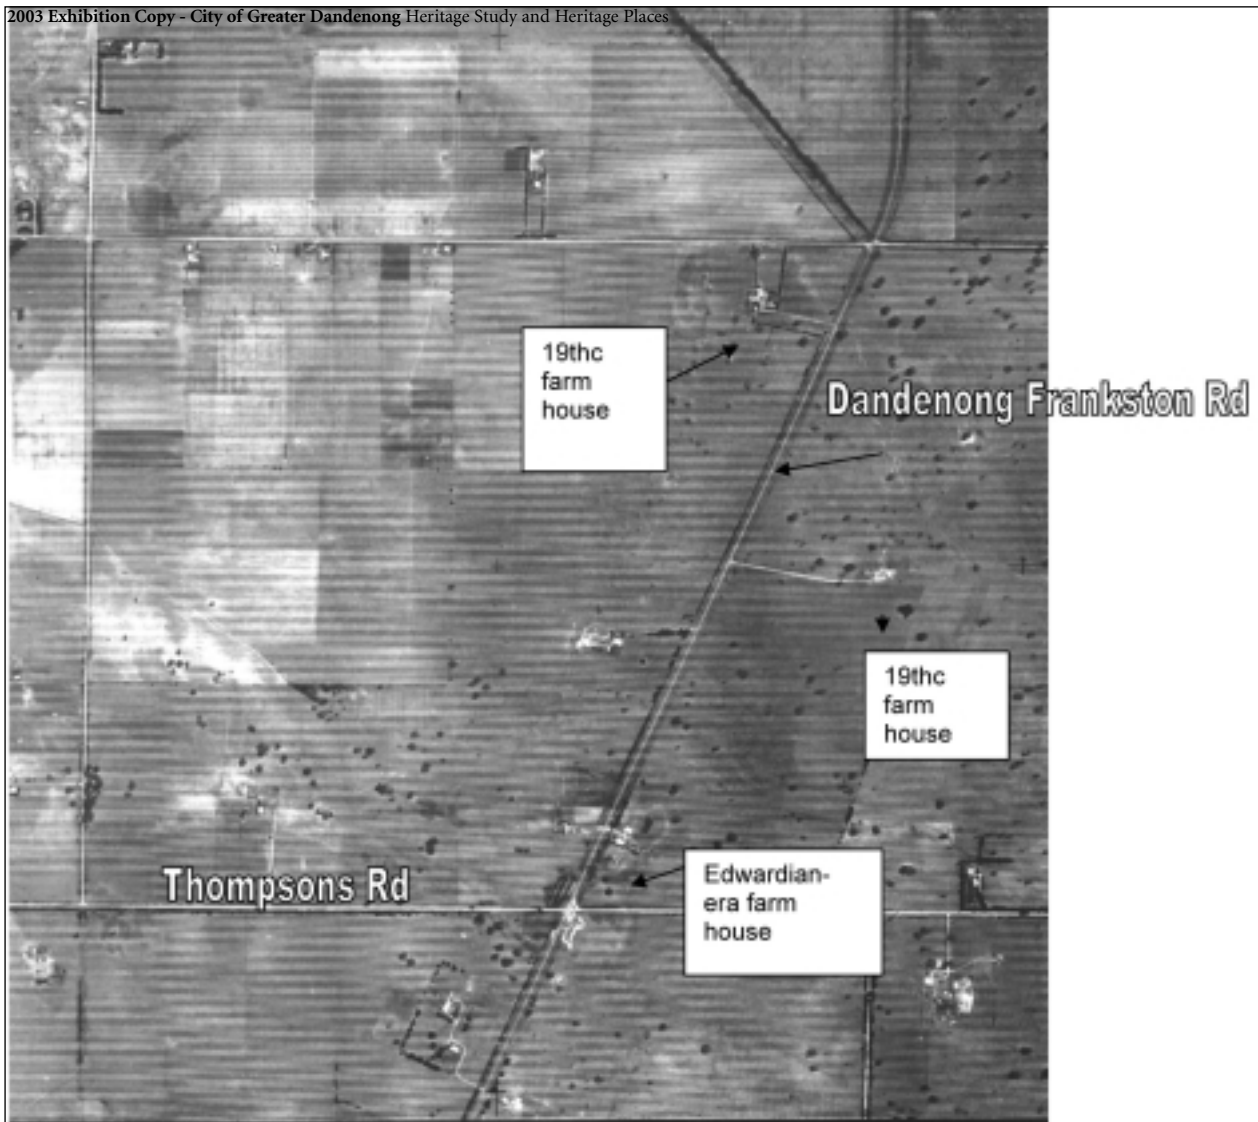 2003 Exhibition Copy - City of Greater Dandenong Heritage Study and Heritage Places
19thc
farm
house
Dandenong Frankston Rd
19thc
farm
house
Thompsons Rd
Edwardian-
era farm
house